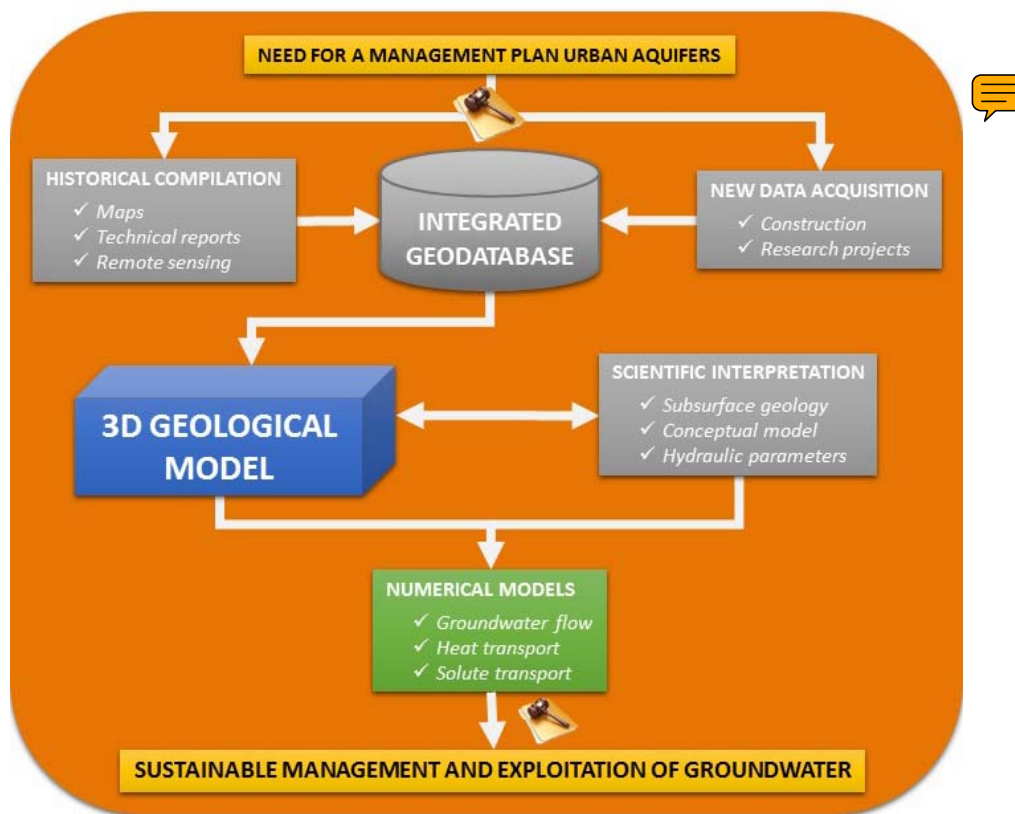 NEED FOR A MANAGEMENT PLAN URBAN AQUIFERS
HISTORICAL COMPILATION
✓ Maps
✓ Technical reports
✓ Remote sensing
INTEGRATED
GEODATABASE
NEW DATA ACQUISITION
✓ Construction
✓ Research projects
3D GEOLOGICAL
MODEL
SCIENTIFIC INTERPRETATION
✓ Subsurface geology
✓ Conceptual model
✓ Hydraulic parameters
NUMERICAL MODELS
✓ Groundwater flow
✓ Heat transport
✓ Solute transport
SUSTAINABLE MANAGEMENT AND EXPLOITATION OF GROUNDWATER